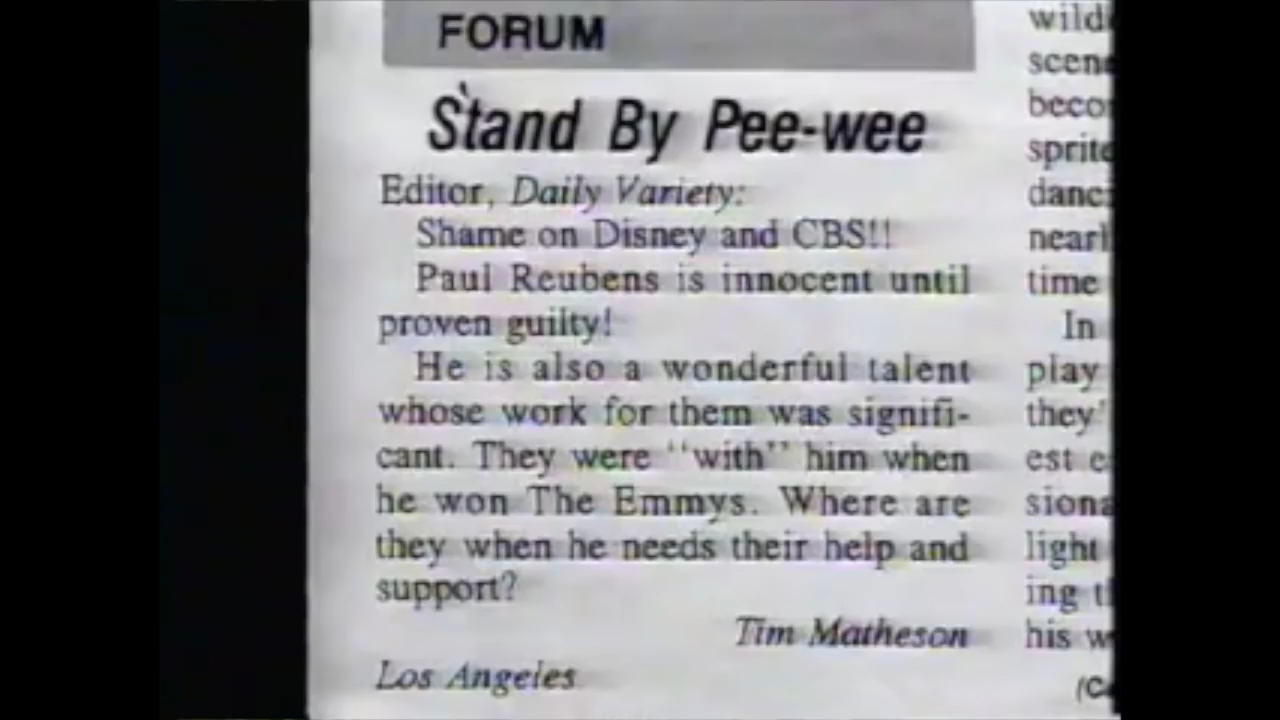 FORUM
Stand By Pee-wee
Editor, Daily Variety:
Shame on Disney and CBS!!
Paul Reubens is innocent until
proven guilty!
He is also a wonderful talent
whose work for them was signifi-
cant. They were "with" him when
he won The Emmys. Where are
they when he needs their help and
support?
Tim Matheson
Los Angeles
time
In
play
est
light
ing
his